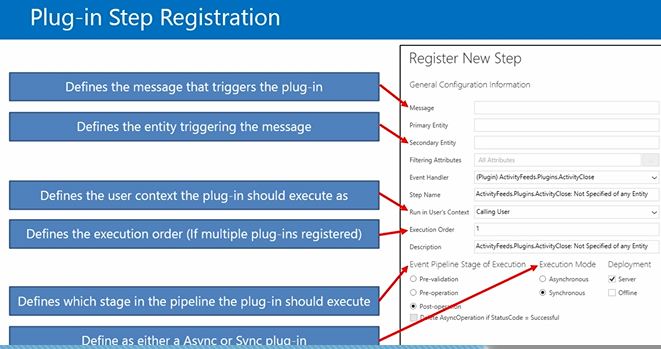 Plug-in Step Registration
Defines the message that triggers the plug-in
Defines the entity triggering the message
Defines the user context the plug-in should execute as
Defines the execution order (If multiple plug-ins registered)
Defines which stage in the pipeline the plug-in should execute
Define as either a Async or Sync plug-in
Register New Step
General Configuration Information
Message
Primary Entity
Secondary Entity
Filtering Attributes All Attributes ...
Event Handler (Plugin) ActivityFeeds.Plugins.ActivityClose
Step Name ActivityFeeds.Plugins.ActivityClose: Not Specified of any Entity
Run in User's Context Calling User
Execution Order 1
Description ActivityFeeds.Plugins.ActivityClose: Not Specified of any Entity
Event Pipeline Stage of Execution Execution Mode Deployment
Pre-validation Asynchronous Server
Pre-operation Synchronous Offline
Post-operation
Delete AsyncOperation if StatusCode = Successful